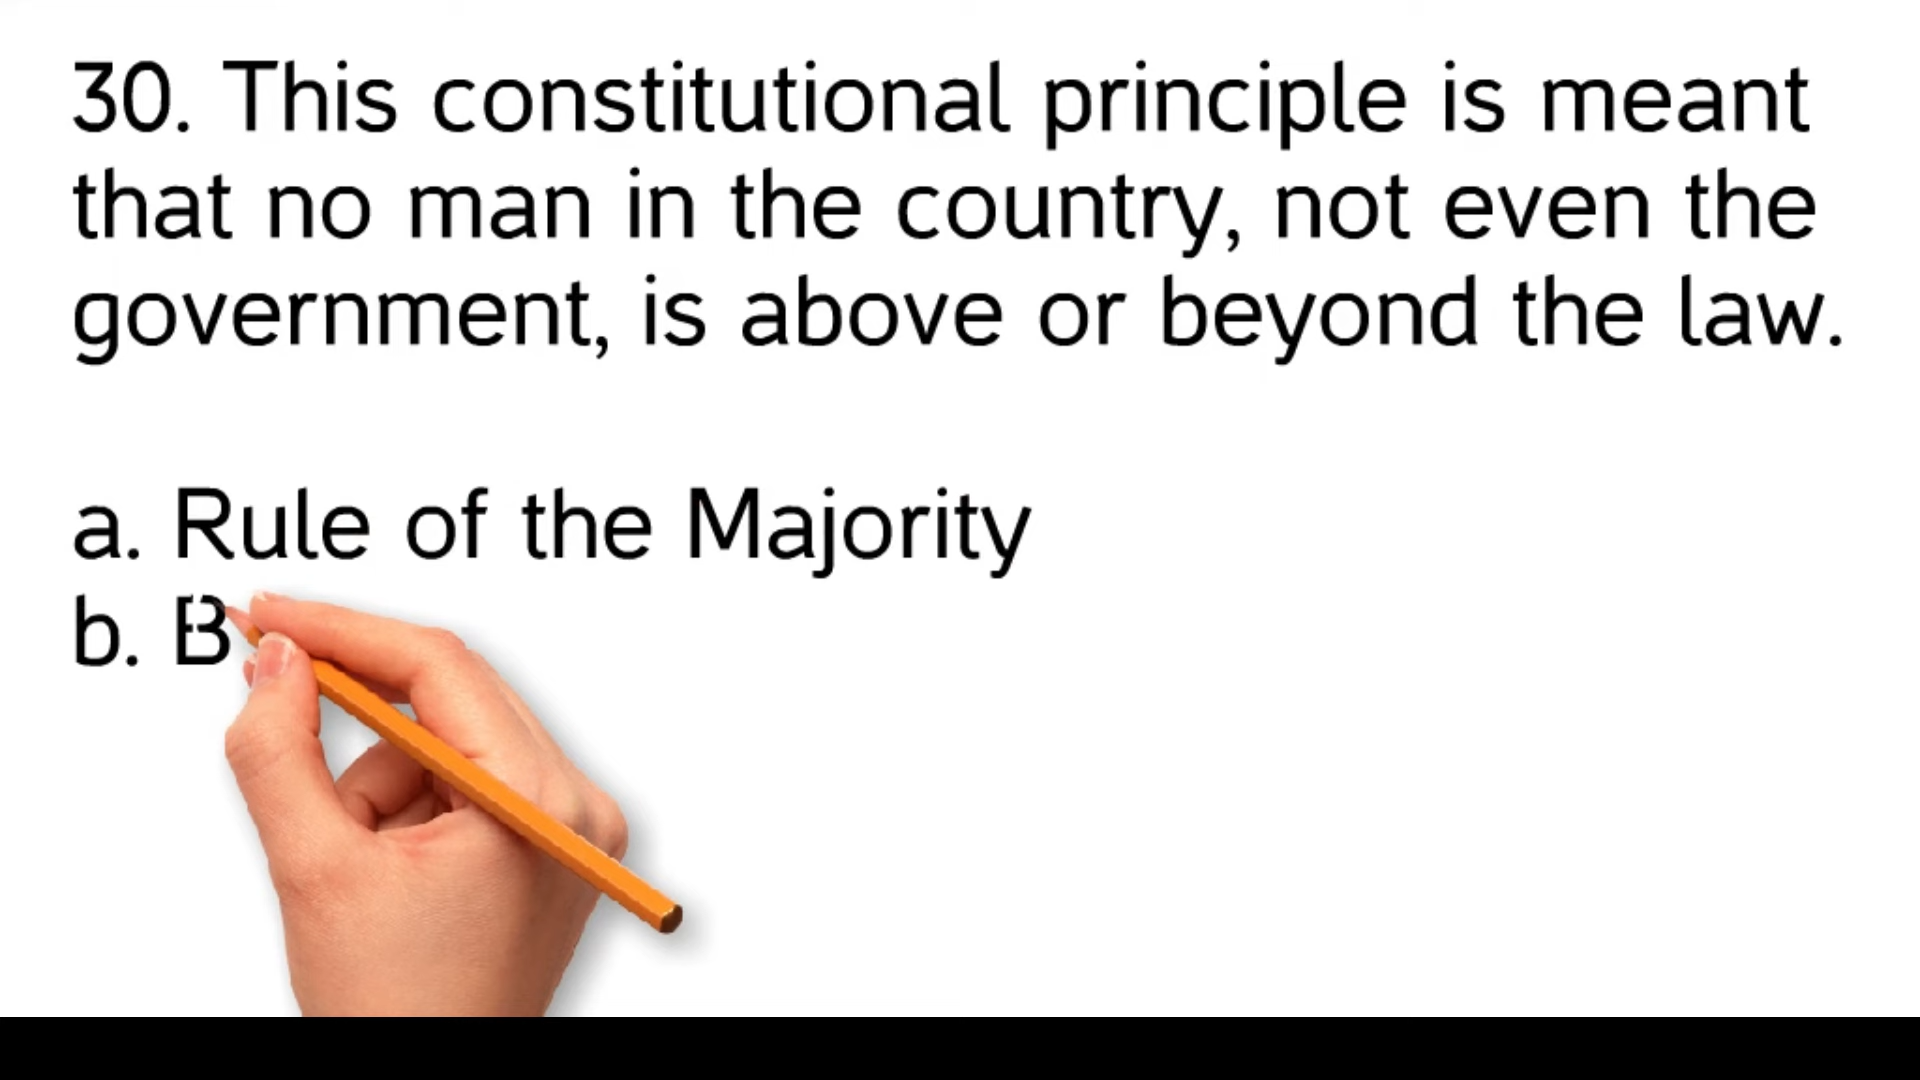 30. This constitutional principle is meant
that no man in the country, not even the
government, is above or beyond the law.
a. Rule of the Majority
b. B